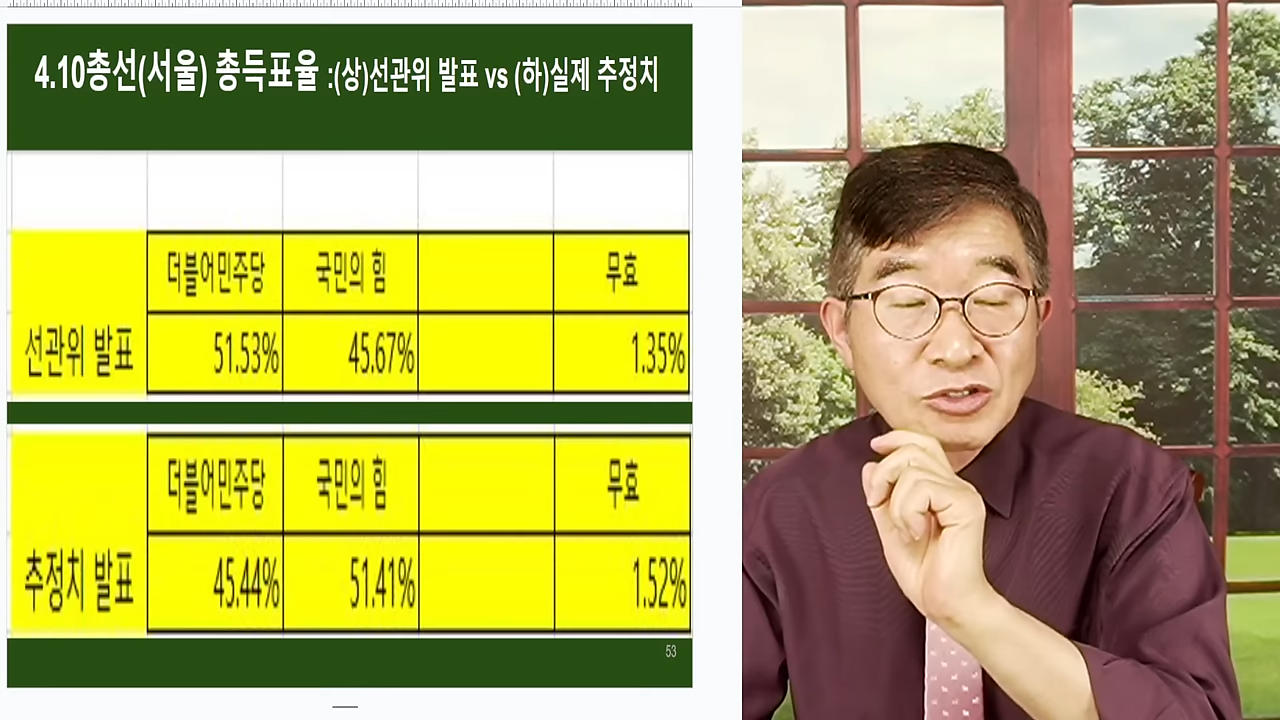 4.10총선(서울) 총득표율 :(상)선관위 발표 vs (하)실제 추정치
더블어민주당 국민의 힘 무효
선관위 발표 51.53% 45.67% 1.35%
더블어민주당 국민의 힘 무효
추정치 발표 45.44% 51.41% 1.52%
53